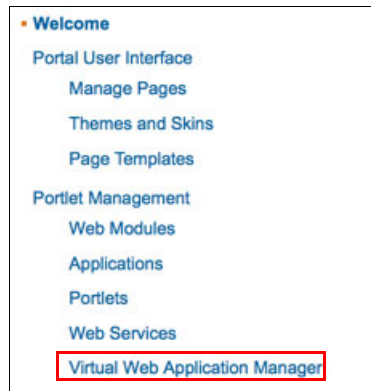 Welcome
Portal User Interface
Manage Pages
Themes and Skins
Page Templates
Portlet Management
Web Modules
Applications
Portlets
Web Services
Virtual Web Application Manager